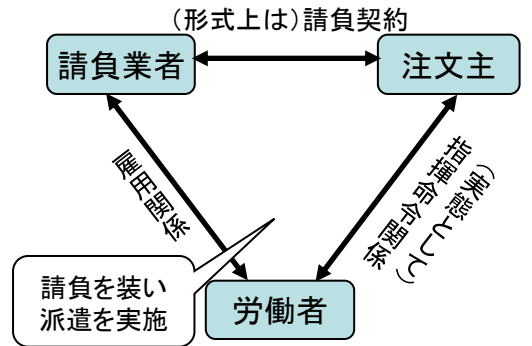 (形式上は)請負契約
請負業者
注文主
雇用関係
(実態として)
指揮命令関係
請負を装い
派遣を実施
労働者